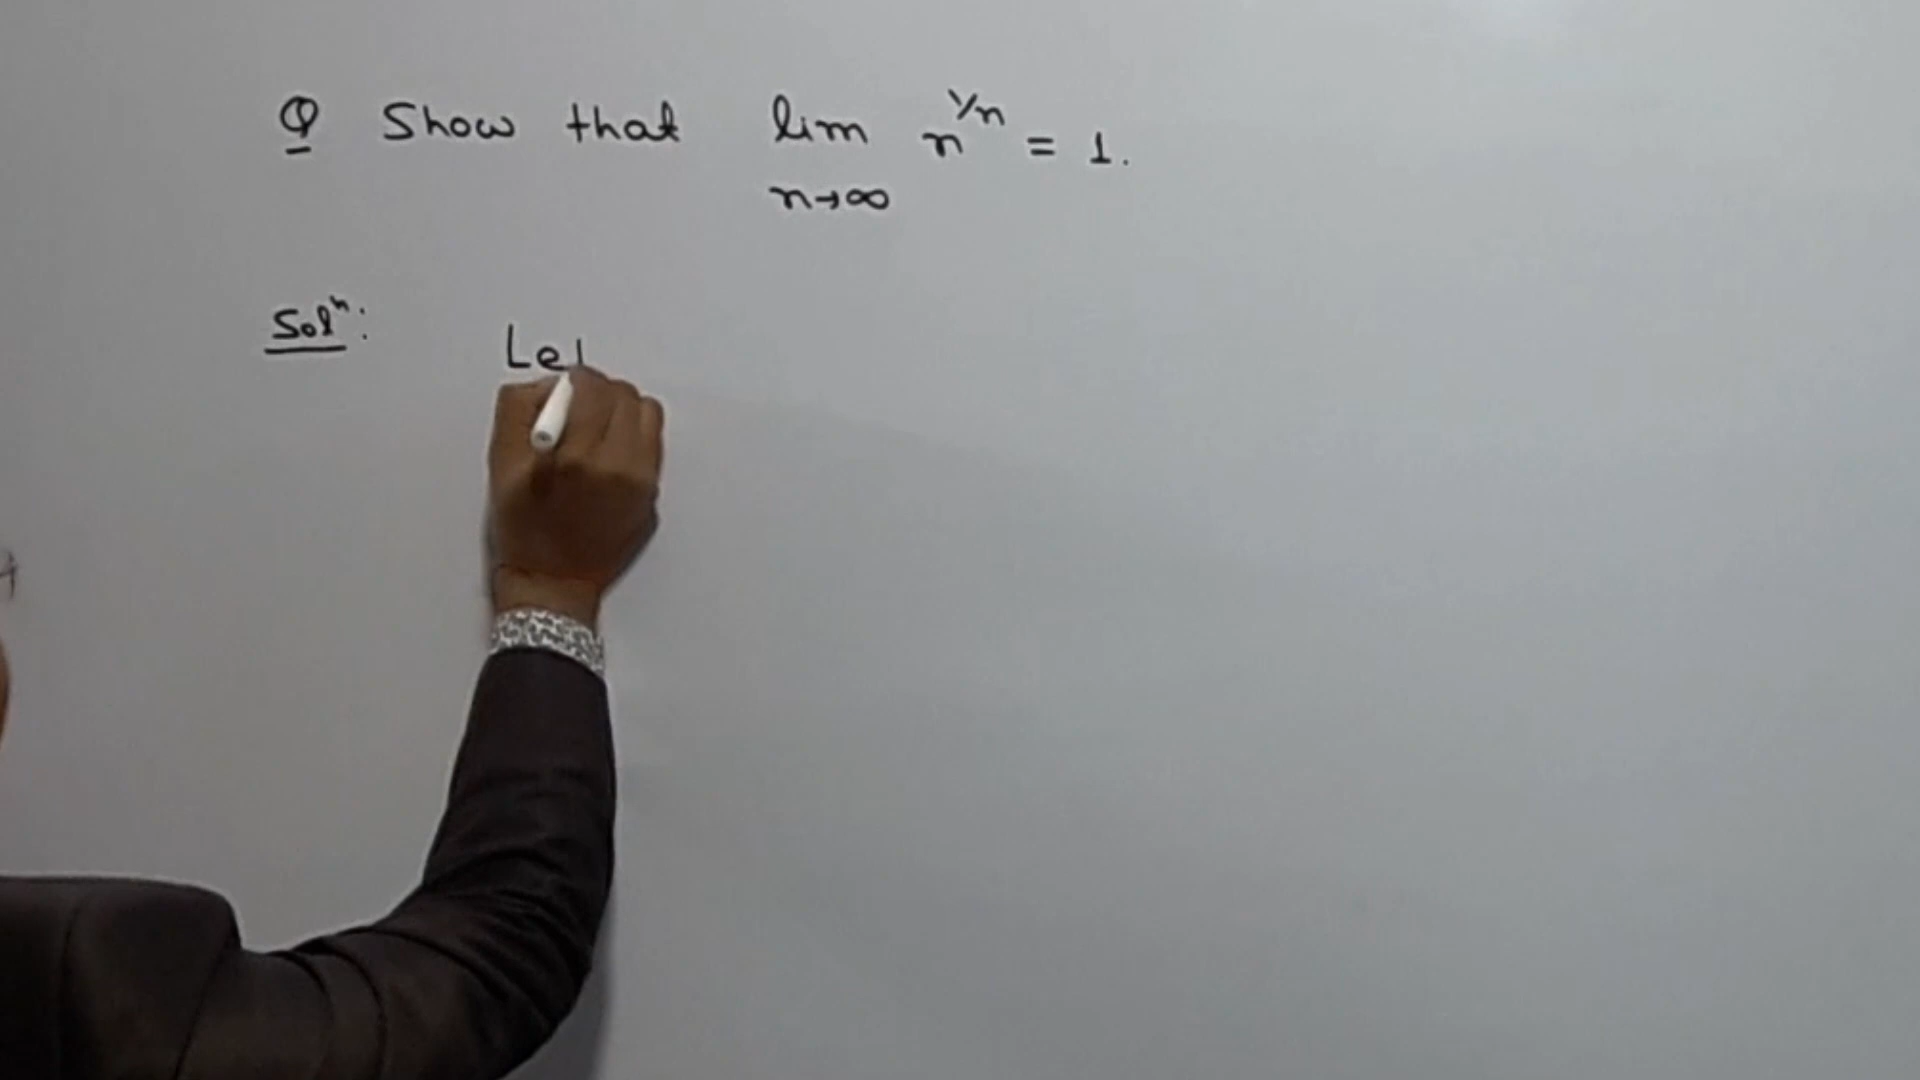 Q Show that lim n^{1/n} = 1.
n→∞
Solⁿ: Let